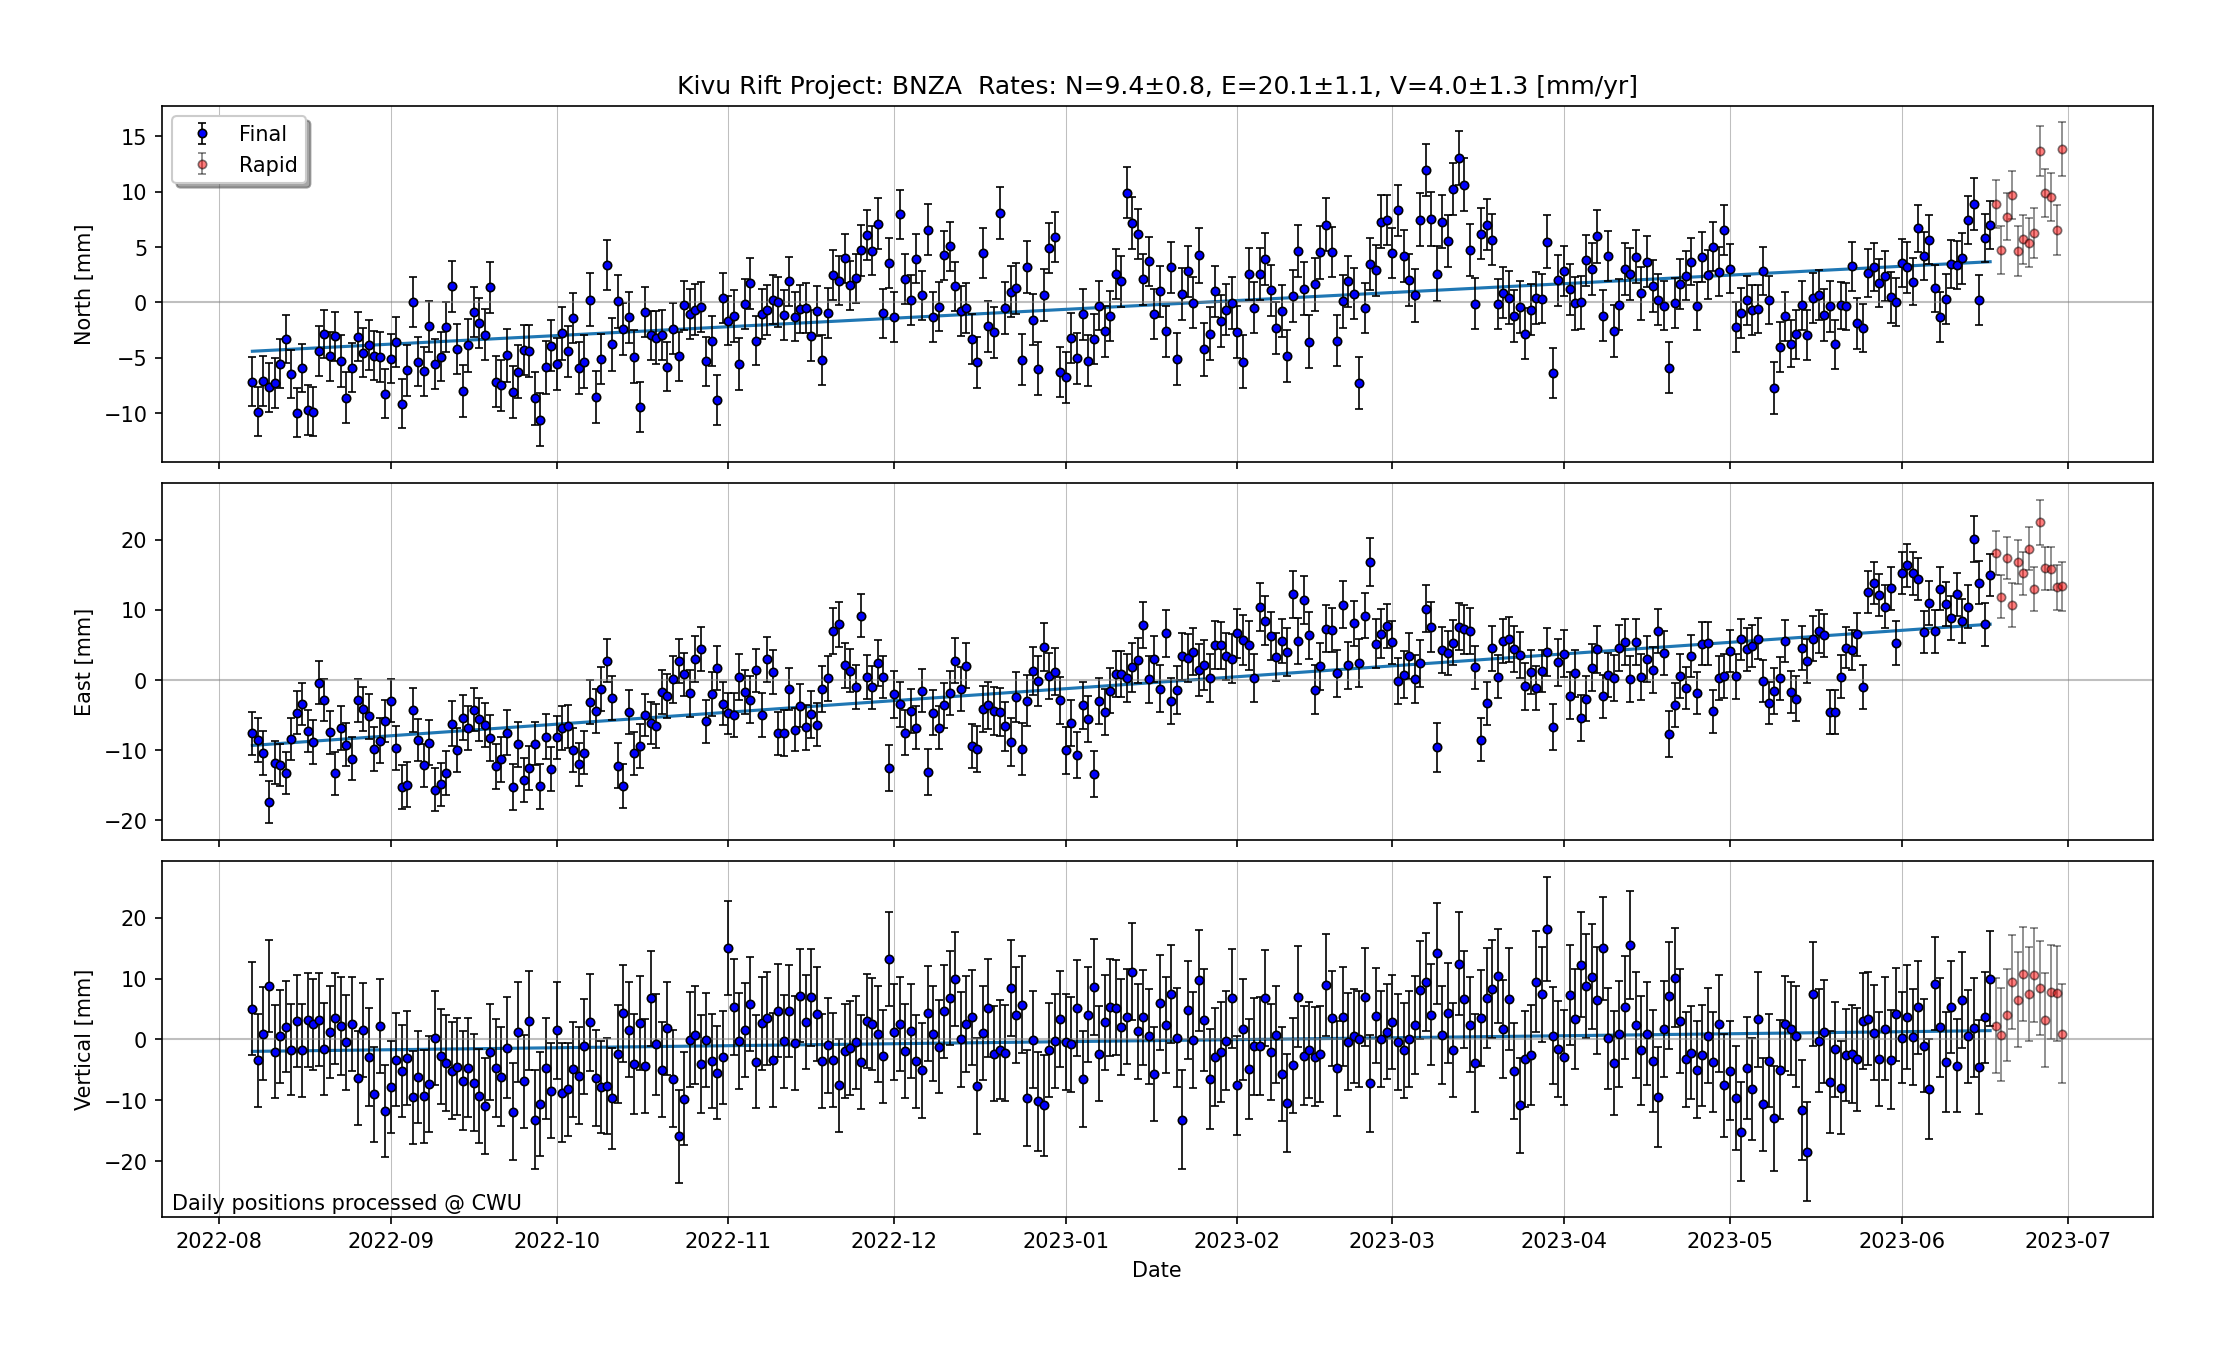 Kivu Rift Project: BNZA  Rates: N=9.4±0.8, E=20.1±1.1, V=4.0±1.3 [mm/yr]
Final
Rapid
North [mm]
15
10
5
0
−5
−10
East [mm]
20
10
0
−10
−20
Vertical [mm]
20
10
0
−10
−20
Daily positions processed @ CWU
2022-08 2022-09 2022-10 2022-11 2022-12 2023-01 2023-02 2023-03 2023-04 2023-05 2023-06 2023-07
Date